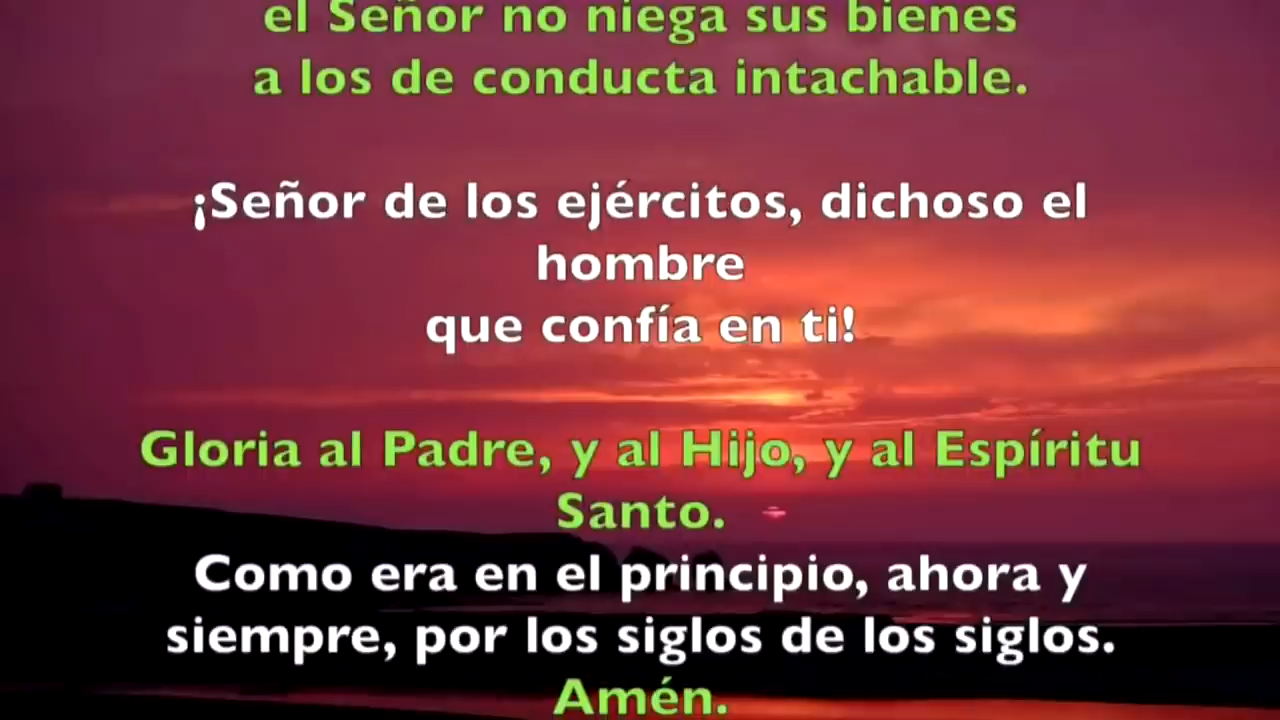 el Señor no niega sus bienes
a los de conducta intachable.
¡Señor de los ejércitos, dichoso el
hombre
que confía en ti!
Gloria al Padre, y al Hijo, y al Espíritu
Santo.
Como era en el principio, ahora y
siempre, por los siglos de los siglos.
Amén.